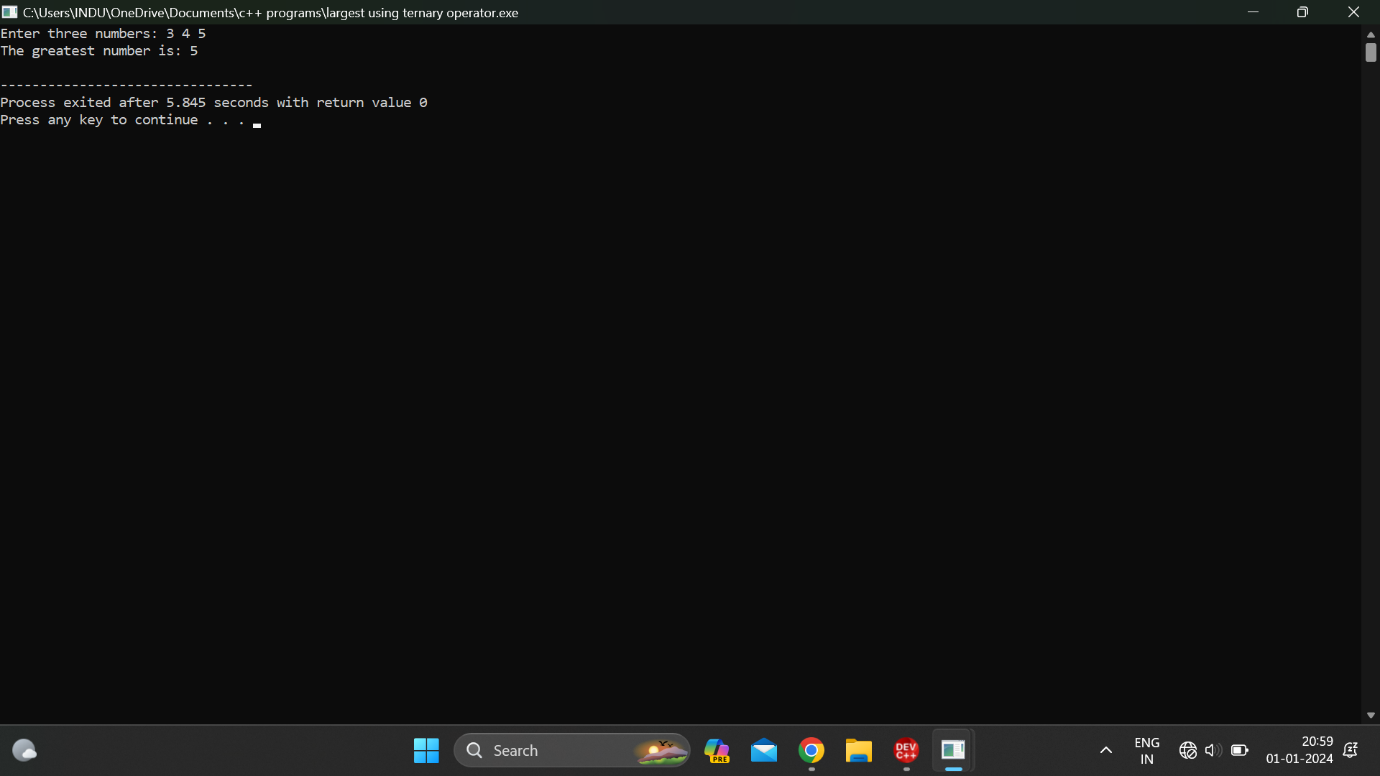 C:\Users\INDU\OneDrive\Documents\c++ programs\largest using ternary operator.exe
Enter three numbers: 3 4 5
The greatest number is: 5
--------------------------------
Process exited after 5.845 seconds with return value 0
Press any key to continue . . .
Search
PRE
DEV
C++
ENG
IN
20:59
01-01-2024